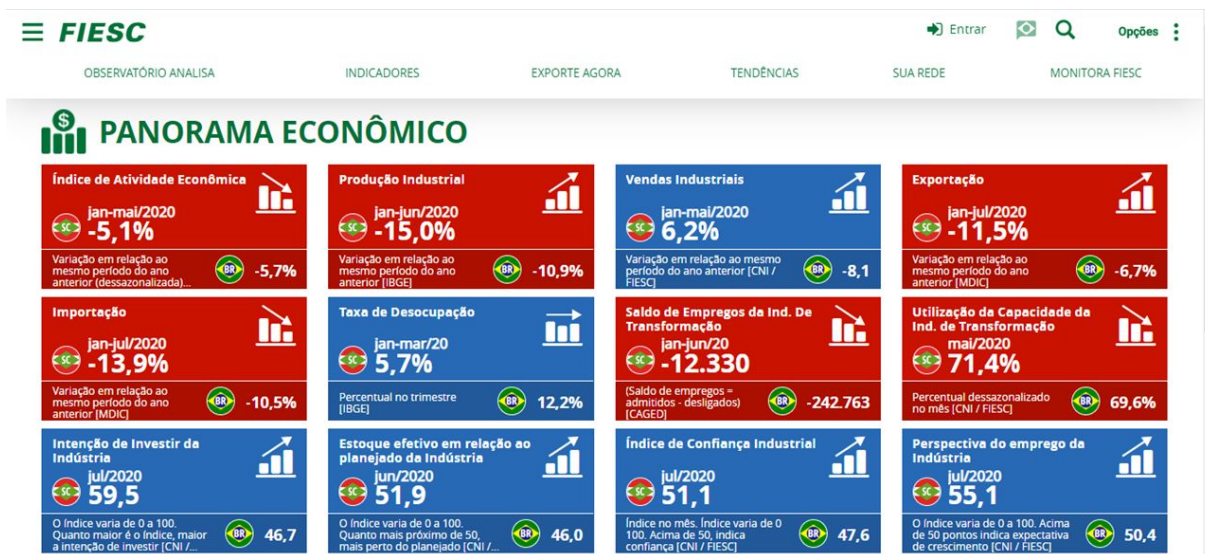 FIESC
Entrar
Opções
OBSERVATÓRIO ANALISA
INDICADORES
EXPORTE AGORA
TENDÊNCIAS
SUA REDE
MONITORA FIESC
$
PANORAMA ECONÔMICO
Índice de Atividade Econômica
jan-mai/2020
SC
-5,1%
Variação em relação ao
mesmo período do ano
anterior (dessazonalizada)...
BR
-5,7%
Produção Industrial
jan-jun/2020
SC
-15,0%
Variação em relação ao
mesmo período do ano
anterior [IBGE]
BR
-10,9%
Vendas Industriais
jan-mai/2020
SC
6,2%
Variação em relação ao mesmo
período do ano anterior [CNI /
FIESC]
BR
-8,1
Exportação
jan-jul/2020
SC
-11,5%
Variação em relação ao
mesmo período do ano
anterior [MDIC]
BR
-6,7%
Importação
jan-jul/2020
SC
-13,9%
Variação em relação ao
mesmo período do ano
anterior [MDIC]
BR
-10,5%
Taxa de Desocupação
jan-mar/20
SC
5,7%
Percentual no trimestre
[IBGE]
BR
12,2%
Saldo de Empregos da Ind. De
Transformação
jan-jun/20
SC
-12.330
(Saldo de empregos =
admitidos - desligados)
[CAGED]
BR
-242.763
Utilização da Capacidade da
Ind. de Transformação
mai/2020
SC
71,4%
Percentual dessazonalizado
no mês [CNI / FIESC]
BR
69,6%
Intenção de Investir da
Indústria
jul/2020
SC
59,5
O índice varia de 0 a 100.
Quanto maior é o índice, maior
a intenção de investir [CNI /...
BR
46,7
Estoque efetivo em relação ao
planejado da Indústria
jun/2020
SC
51,9
O índice varia de 0 a 100.
Quanto mais próximo de 50,
mais perto do planejado [CNI /...
BR
46,0
Índice de Confiança Industrial
jul/2020
SC
51,1
Índice no mês. Índice varia de 0
100. Acima de 50, indica
confiança [CNI / FIESC]
BR
47,6
Perspectiva do emprego da
Indústria
jul/2020
SC
55,1
O índice varia de 0 a 100. Acima
de 50 pontos indica expectativa
de crescimento [CNI / FIESC]
BR
50,4